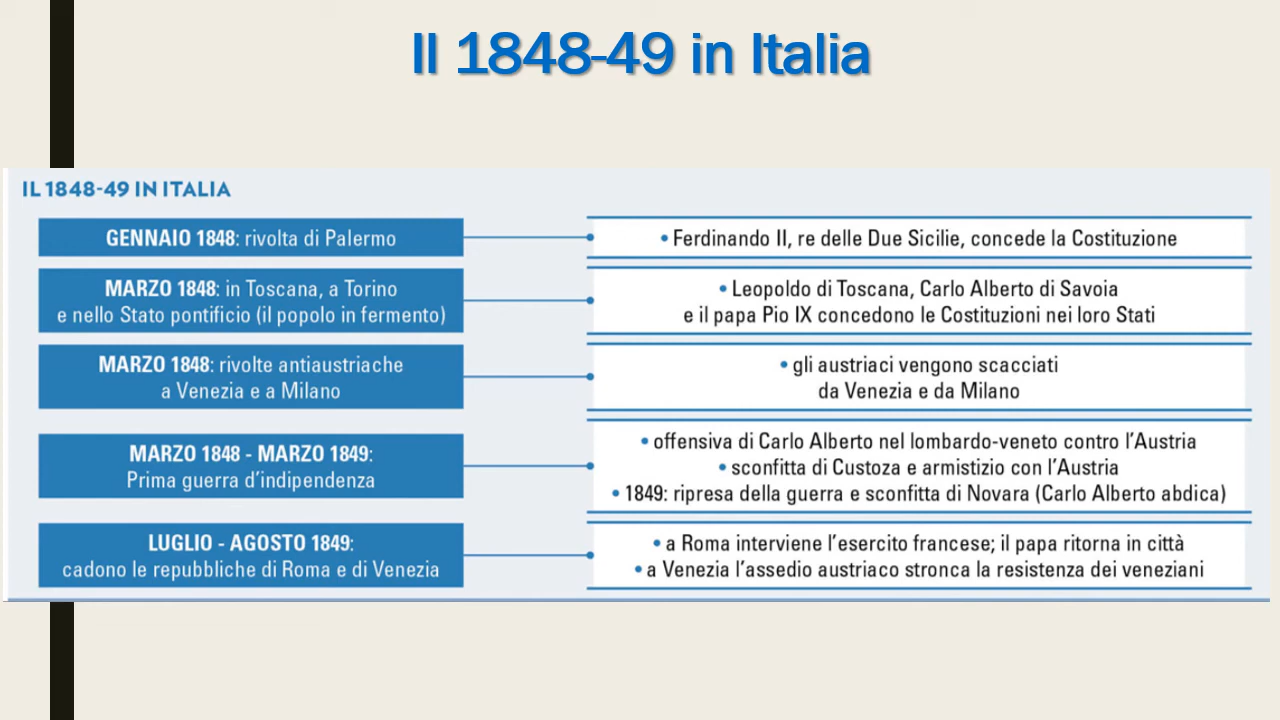 Il 1848-49 in Italia
IL 1848-49 IN ITALIA
GENNAIO 1848: rivolta di Palermo
• Ferdinando II, re delle Due Sicilie, concede la Costituzione
MARZO 1848: in Toscana, a Torino
e nello Stato pontificio (il popolo in fermento)
• Leopoldo di Toscana, Carlo Alberto di Savoia
e il papa Pio IX concedono le Costituzioni nei loro Stati
MARZO 1848: rivolte antiaustriache
a Venezia e a Milano
• gli austriaci vengono scacciati
da Venezia e da Milano
MARZO 1848 - MARZO 1849:
Prima guerra d'indipendenza
• offensiva di Carlo Alberto nel lombardo-veneto contro l'Austria
• sconfitta di Custoza e armistizio con l'Austria
• 1849: ripresa della guerra e sconfitta di Novara (Carlo Alberto abdica)
LUGLIO - AGOSTO 1849:
cadono le repubbliche di Roma e di Venezia
• a Roma interviene l'esercito francese; il papa ritorna in città
• a Venezia l'assedio austriaco stronca la resistenza dei veneziani